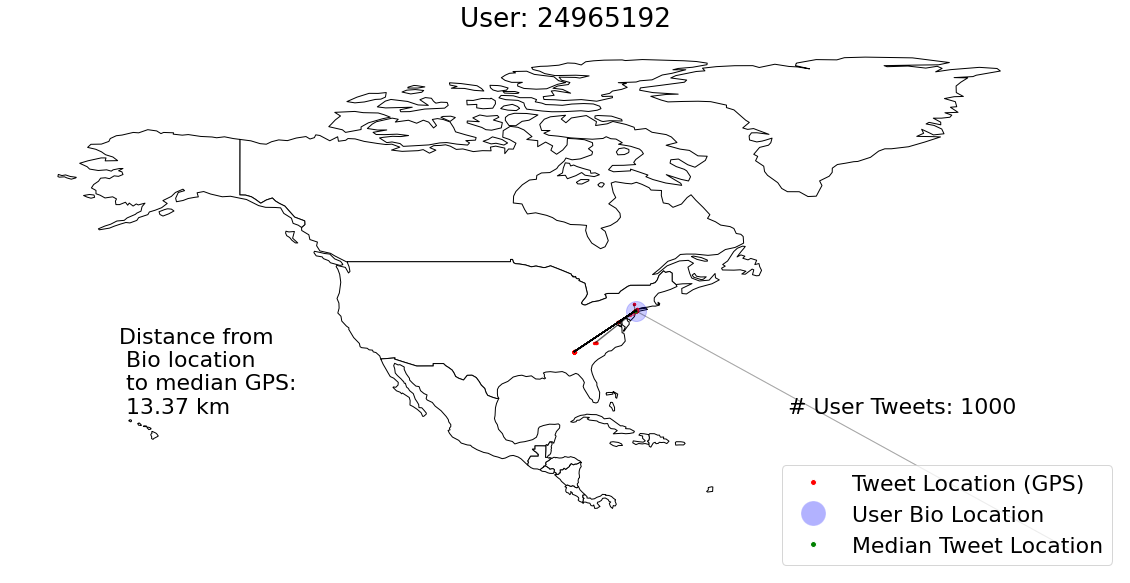 User: 24965192
Distance from
Bio location
to median GPS:
13.37 km
# User Tweets: 1000
Tweet Location (GPS)
User Bio Location
Median Tweet Location